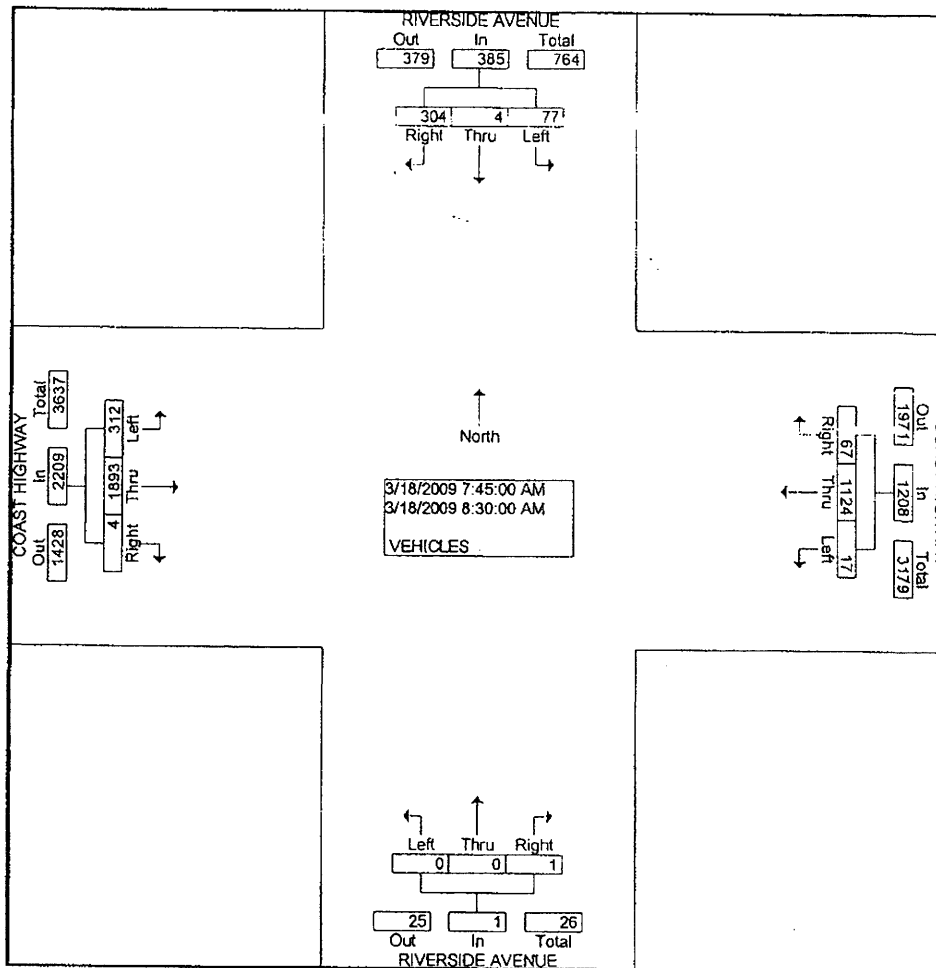 RIVERSIDE AVENUE
Out In Total
379 385 764
304 4 77
Right Thru Left
COAST HIGHWAY
Total In Out
3637 2209 1428
312 1893 4
Left Thru Right
North
3/18/2009 7:45:00 AM
3/18/2009 8:30:00 AM
VEHICLES
Right Thru Left
67 1124 17
Out In Total
1971 1208 3179
Left Thru Right
0 0 1
25 1 26
Out In Total
RIVERSIDE AVENUE